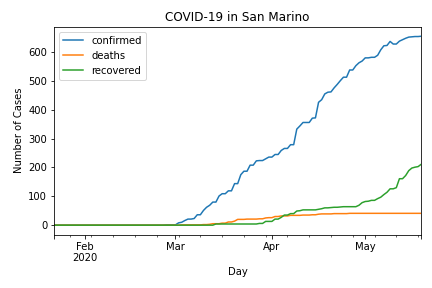 COVID-19 in San Marino
confirmed
deaths
recovered
Number of Cases
600
500
400
300
200
100
0
Feb
2020
Mar
Apr
May
Day